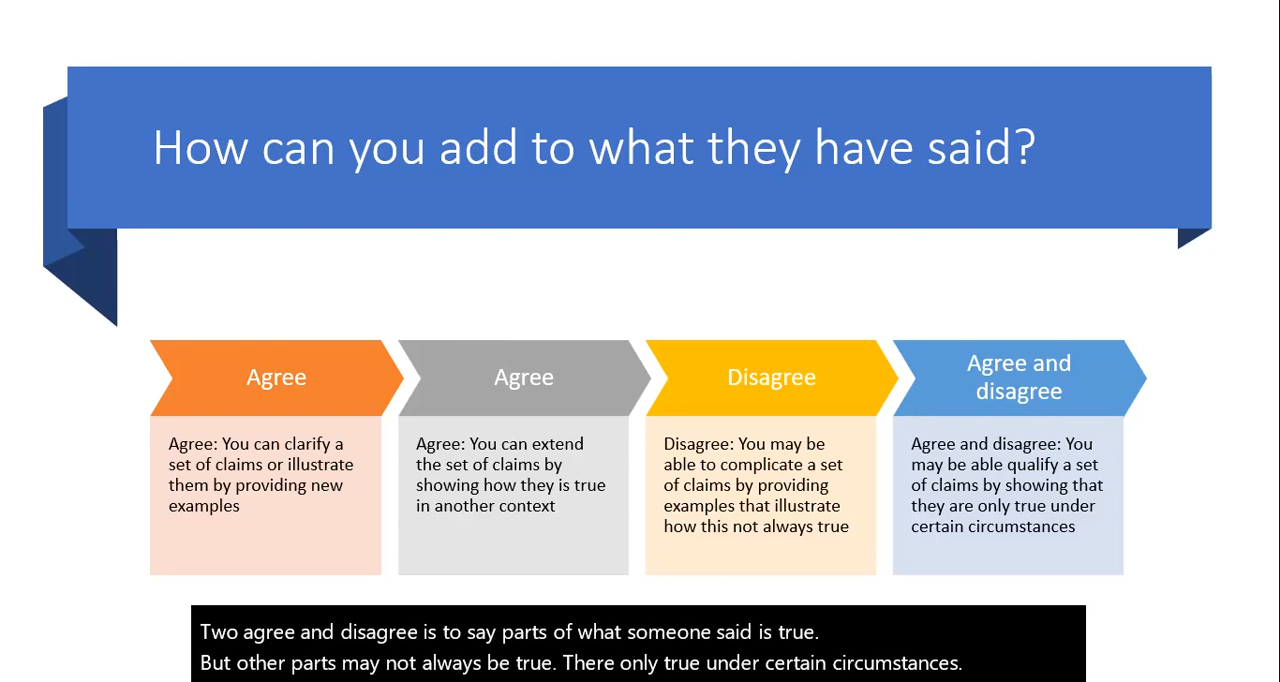 How can you add to what they have said?
Agree
Agree: You can clarify a
set of claims or illustrate
them by providing new
examples
Agree
Agree: You can extend
the set of claims by
showing how they is true
in another context
Disagree
Disagree: You may be
able to complicate a set
of claims by providing
examples that illustrate
how this not always true
Agree and
disagree
Agree and disagree: You
may be able qualify a set
of claims by showing that
they are only true under
certain circumstances
Two agree and disagree is to say parts of what someone said is true.
But other parts may not always be true. There only true under certain circumstances.